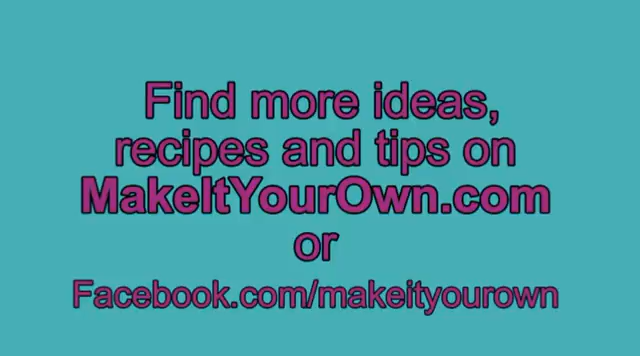 Find more ideas,
recipes and tips on
MakeItYourOwn.com
or
Facebook.com/makeityourown